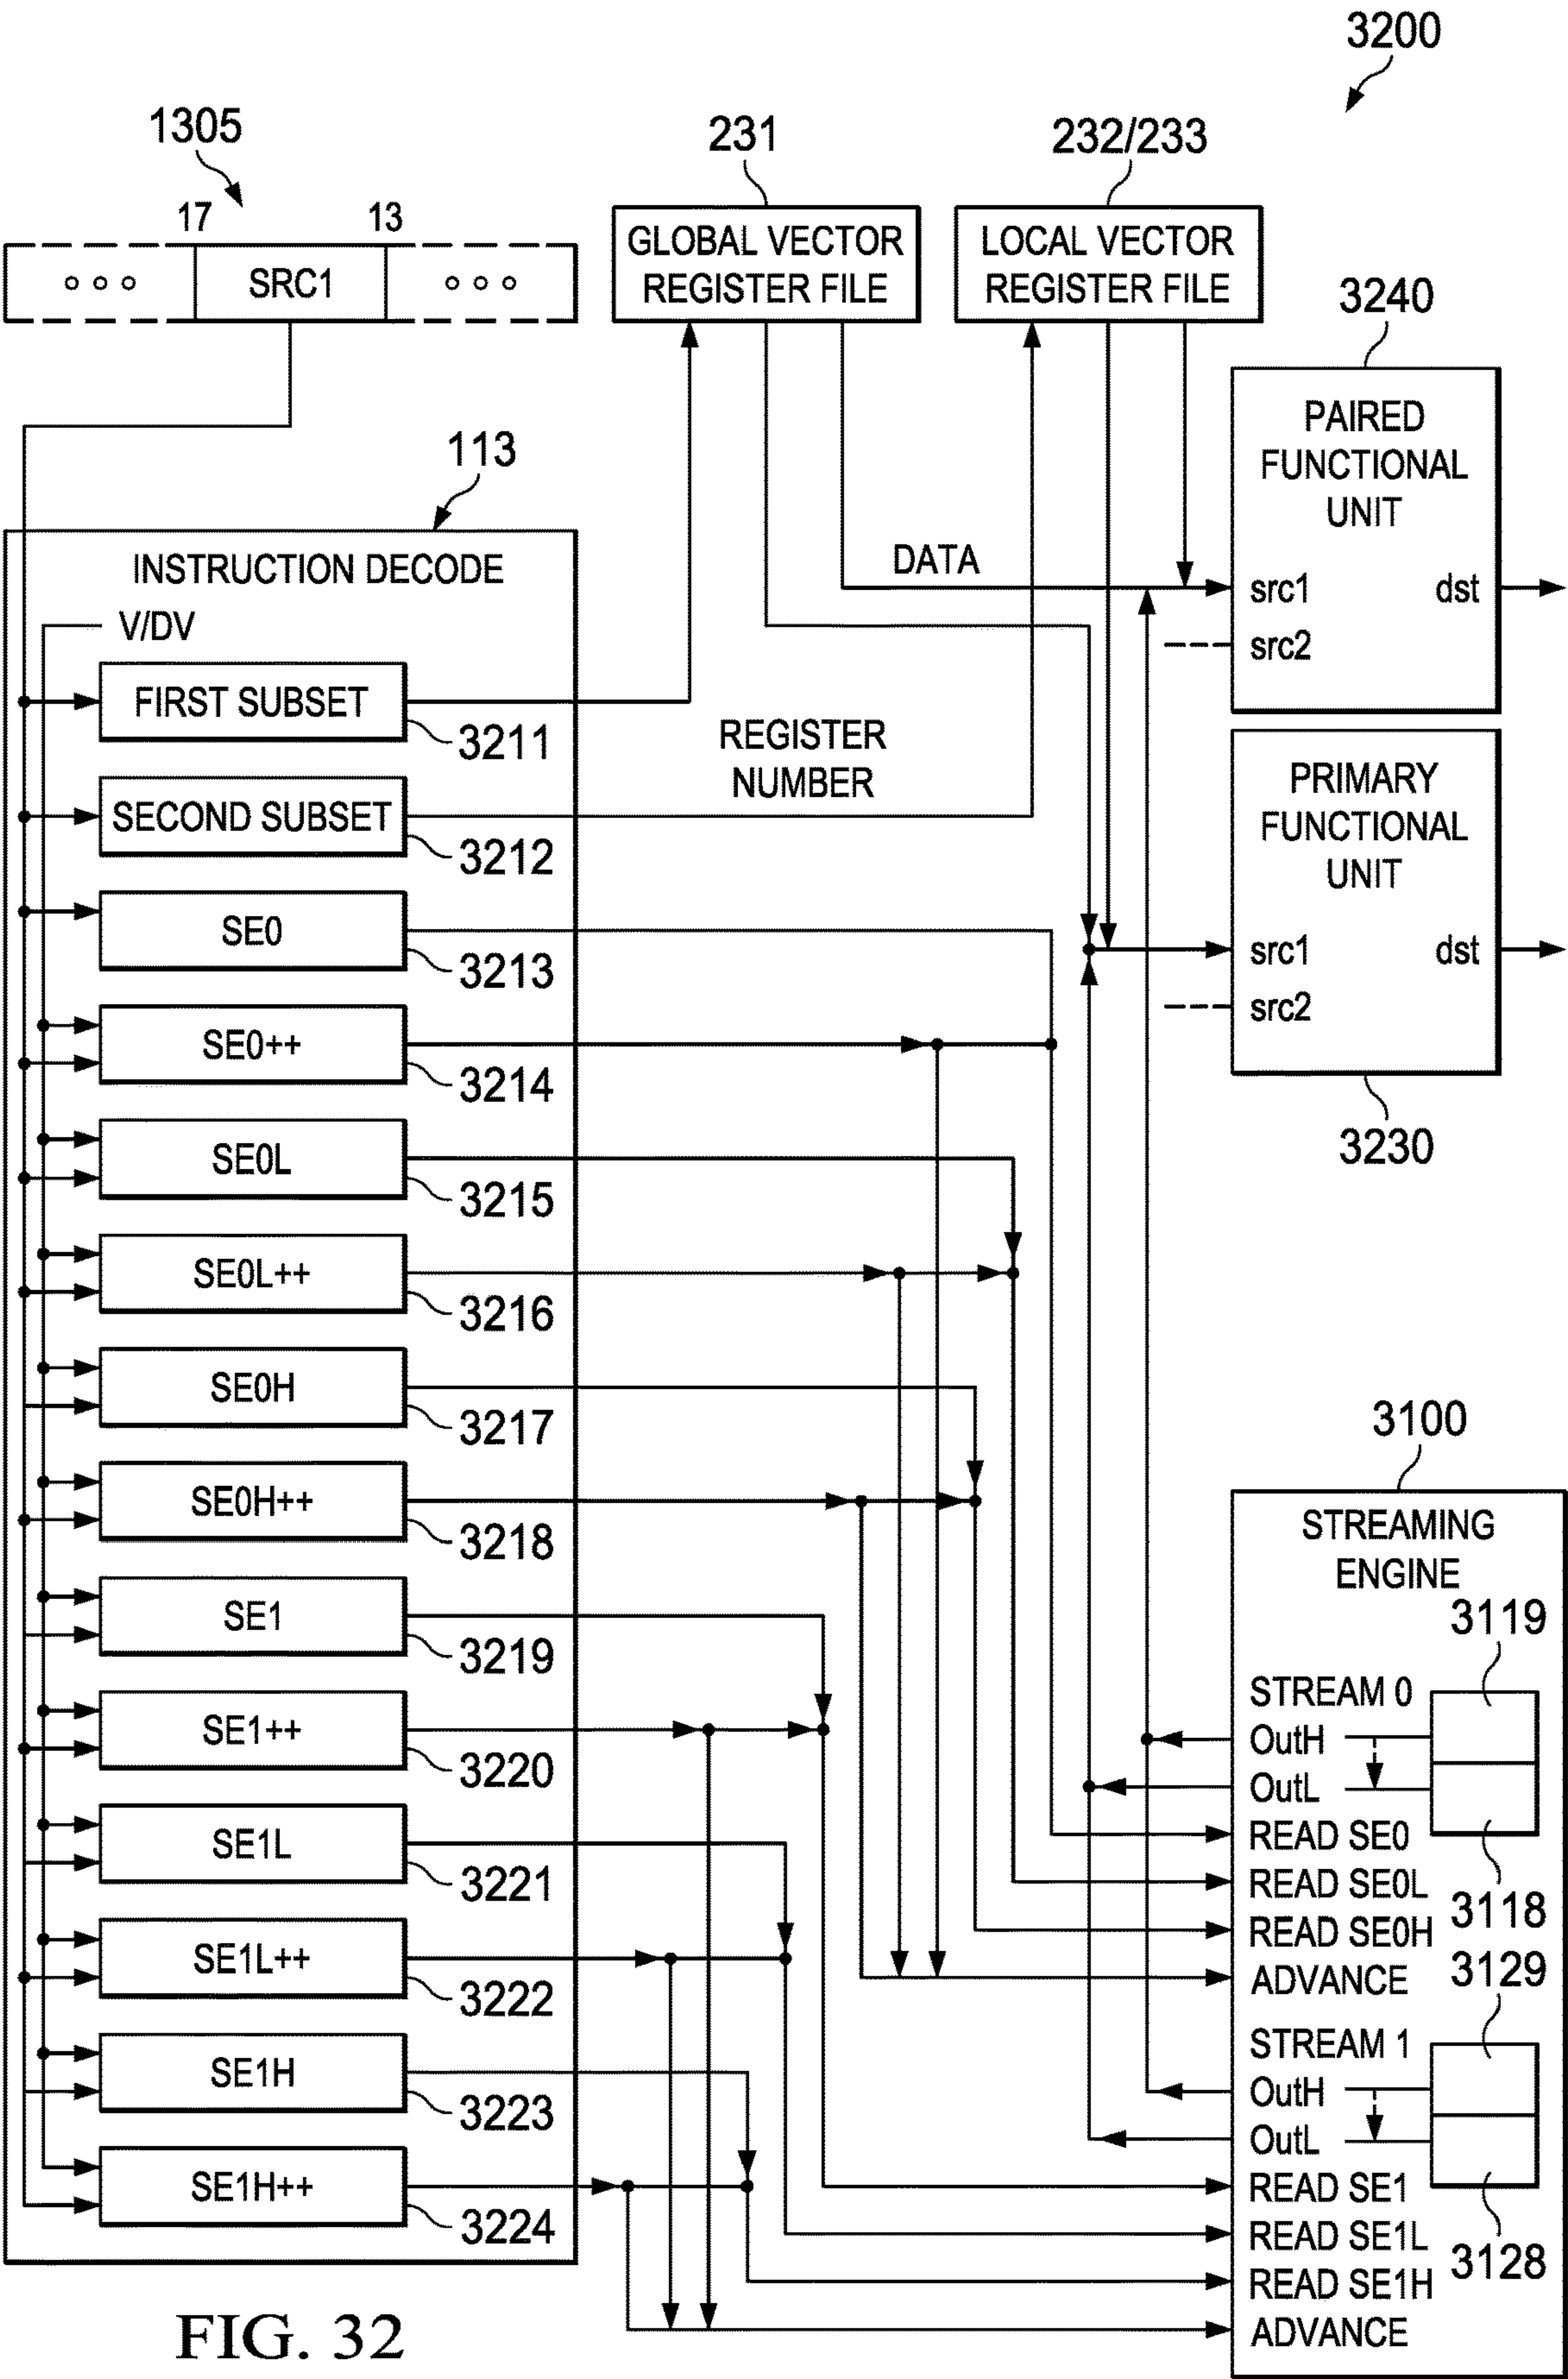 3200
1305
231
232/233
17
13
SRC1
GLOBAL VECTOR
REGISTER FILE
LOCAL VECTOR
REGISTER FILE
3240
PAIRED
FUNCTIONAL
UNIT
src1
dst
src2
113
INSTRUCTION DECODE
V/DV
DATA
FIRST SUBSET
3211
REGISTER
NUMBER
SECOND SUBSET
3212
PRIMARY
FUNCTIONAL
UNIT
src1
dst
src2
3230
SE0
3213
SE0++
3214
SE0L
3215
SE0L++
3216
SE0H
3217
SE0H++
3218
SE1
3219
SE1++
3220
SE1L
3221
SE1L++
3222
SE1H
3223
SE1H++
3224
3100
STREAMING
ENGINE
3119
STREAM 0
OutH
OutL
READ SE0
READ SE0L
3118
READ SE0H
3129
ADVANCE
STREAM 1
OutH
OutL
READ SE1
READ SE1L
3128
READ SE1H
ADVANCE
FIG. 32